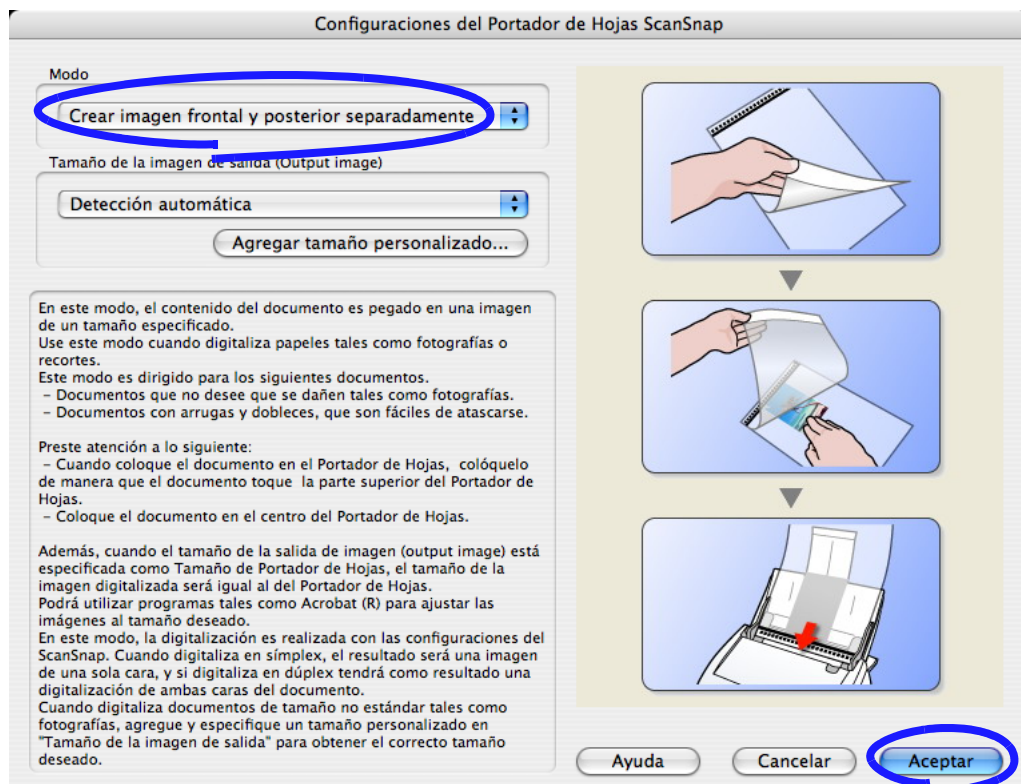 Configuraciones del Portador de Hojas ScanSnap
Modo
Crear imagen frontal y posterior separadamente
Tamaño de la imagen de salida (Output image)
Detección automática
Agregar tamaño personalizado...
En este modo, el contenido del documento es pegado en una imagen
de un tamaño especificado.
Use este modo cuando digitaliza papeles tales como fotografías o
recortes.
Este modo es dirigido para los siguientes documentos.
– Documentos que no desee que se dañen tales como fotografías.
– Documentos con arrugas y dobleces, que son fáciles de atascarse.
Preste atención a lo siguiente:
– Cuando coloque el documento en el Portador de Hojas, colóquelo
de manera que el documento toque la parte superior del Portador de
Hojas.
– Coloque el documento en el centro del Portador de Hojas.
Además, cuando el tamaño de la salida de imagen (output image) está
especificada como Tamaño de Portador de Hojas, el tamaño de la
imagen digitalizada será igual al del Portador de Hojas.
Podrá utilizar programas tales como Acrobat (R) para ajustar las
imágenes al tamaño deseado.
En este modo, la digitalización es realizada con las configuraciones del
ScanSnap. Cuando digitaliza en símplex, el resultado será una imagen
de una sola cara, y si digitaliza en dúplex tendrá como resultado una
digitalización de ambas caras del documento.
Cuando digitaliza documentos de tamaño no estándar tales como
fotografías, agregue y especifique un tamaño personalizado en
"Tamaño de la imagen de salida" para obtener el correcto tamaño
deseado.
Ayuda
Cancelar
Aceptar